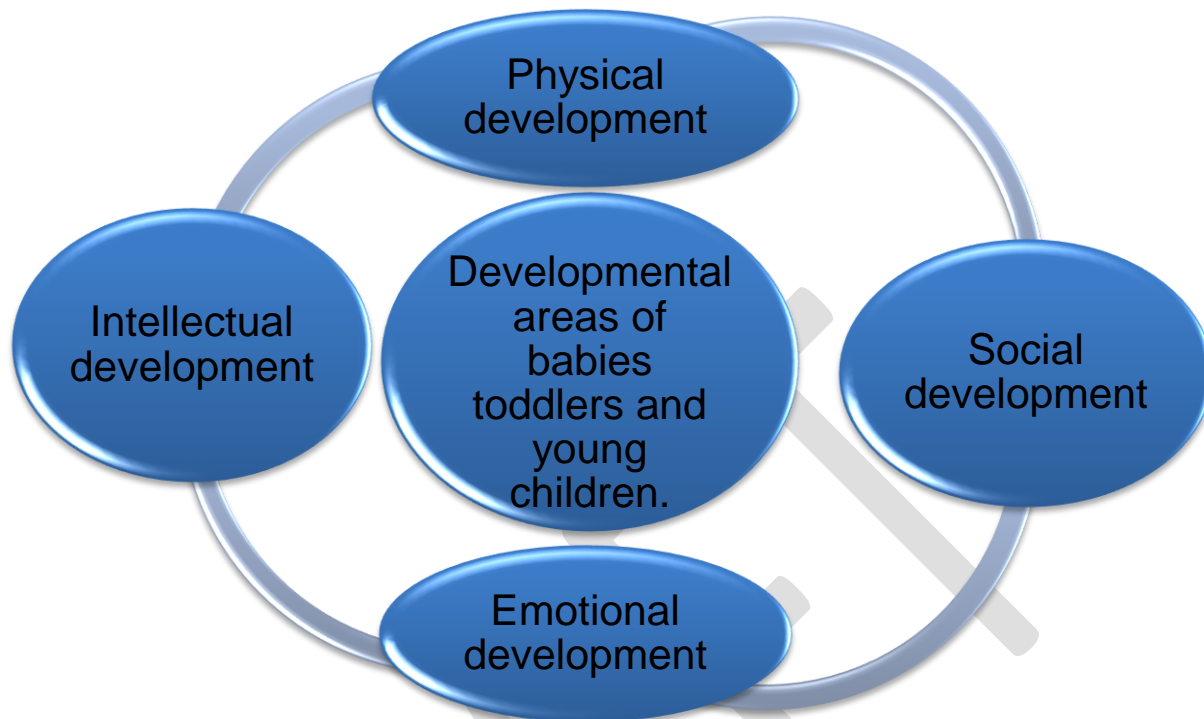 Physical
development
Intellectual
development
Developmental
areas of
babies
toddlers and
young
children.
Social
development
Emotional
development